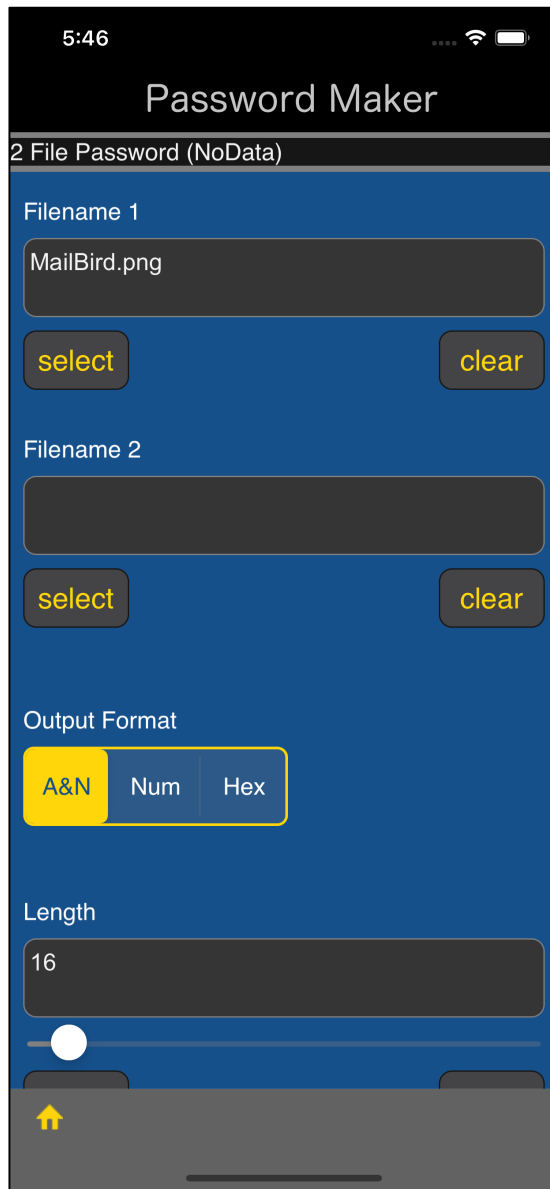 5:46
Password Maker
2 File Password (NoData)
Filename 1
MailBird.png
select clear
Filename 2
select clear
Output Format
A&N Num Hex
Length
16